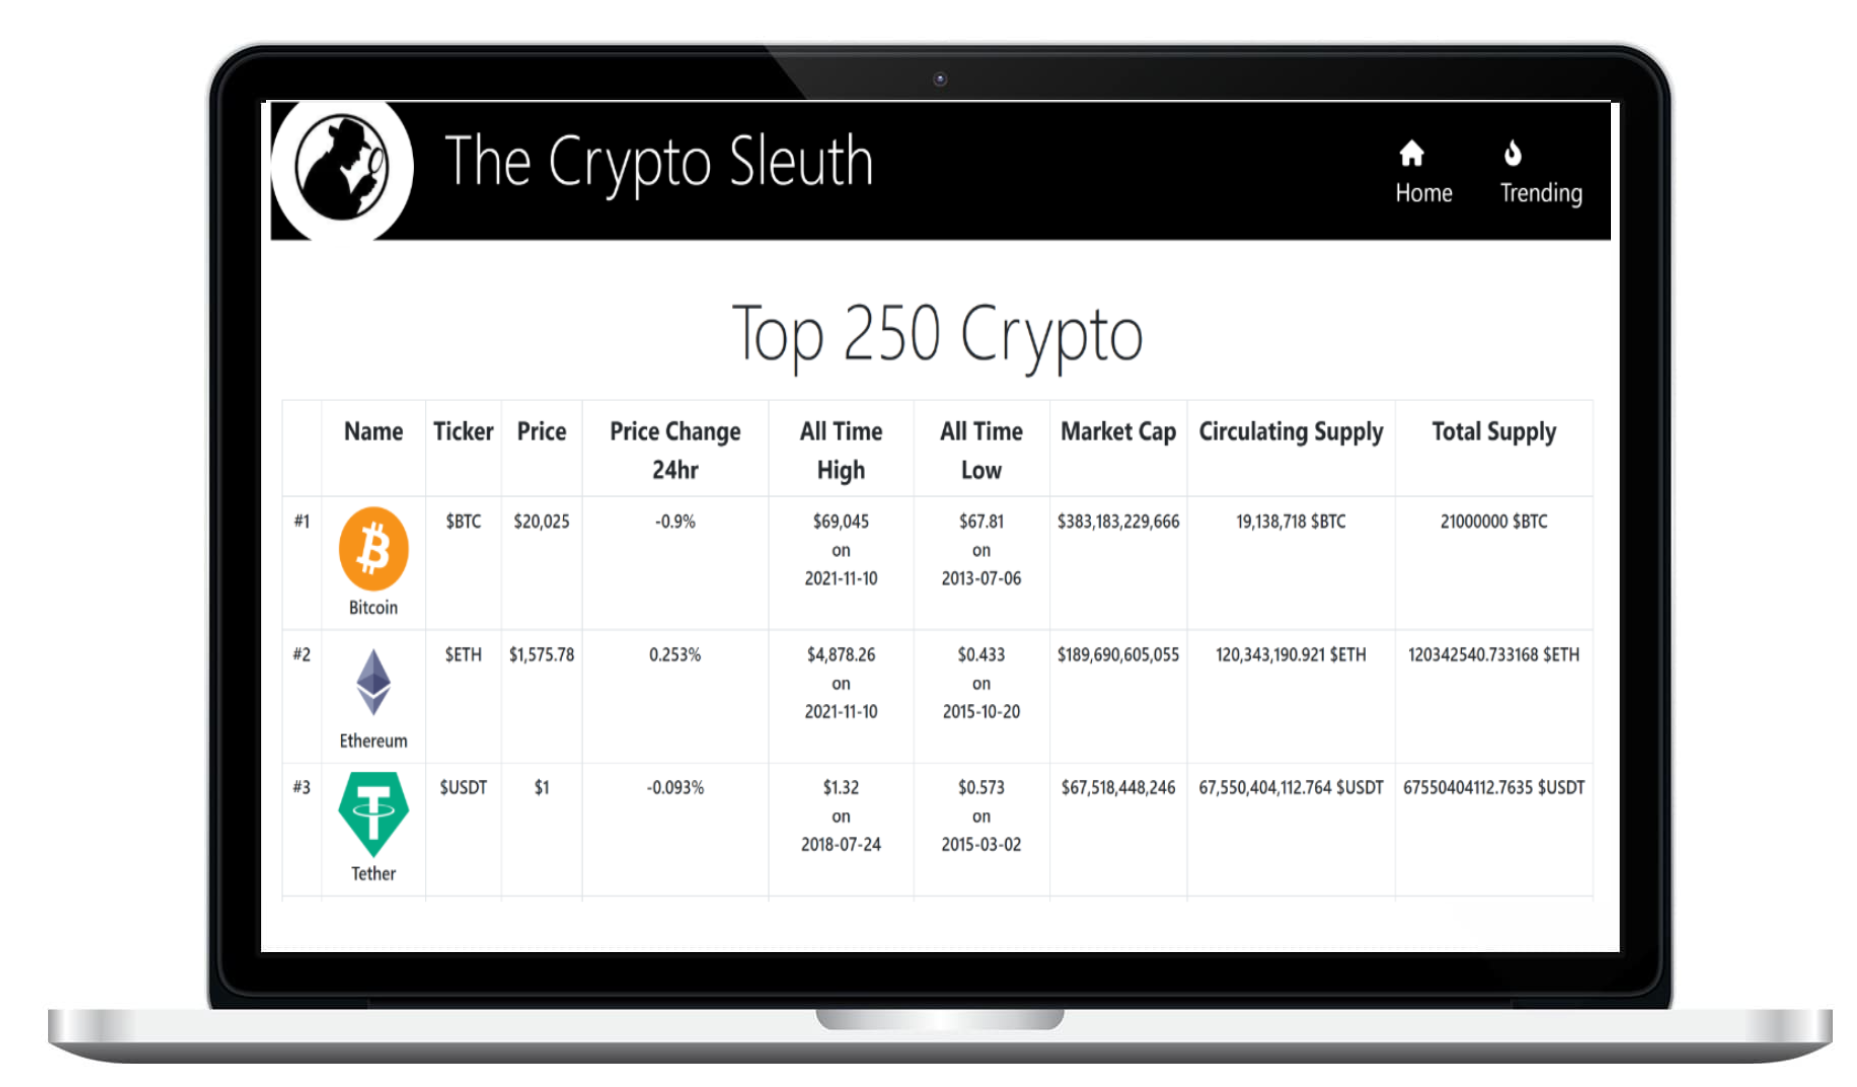 The Crypto Sleuth
Home
Trending
Top 250 Crypto
Name Ticker Price Price Change 24hr All Time High All Time Low Market Cap Circulating Supply Total Supply
#1 Bitcoin $BTC $20,025 -0.9% $69,045 on 2021-11-10 $67.81 on 2013-07-06 $383,183,229,666 19,138,718 $BTC 21000000 $BTC
#2 Ethereum $ETH $1,575.78 0.253% $4,878.26 on 2021-11-10 $0.433 on 2015-10-20 $189,690,605,055 120,343,190.921 $ETH 120342540.733168 $ETH
#3 Tether $USDT $1 -0.093% $1.32 on 2018-07-24 $0.573 on 2015-03-02 $67,518,448,246 67,550,404,112.764 $USDT 67550404112.7635 $USDT